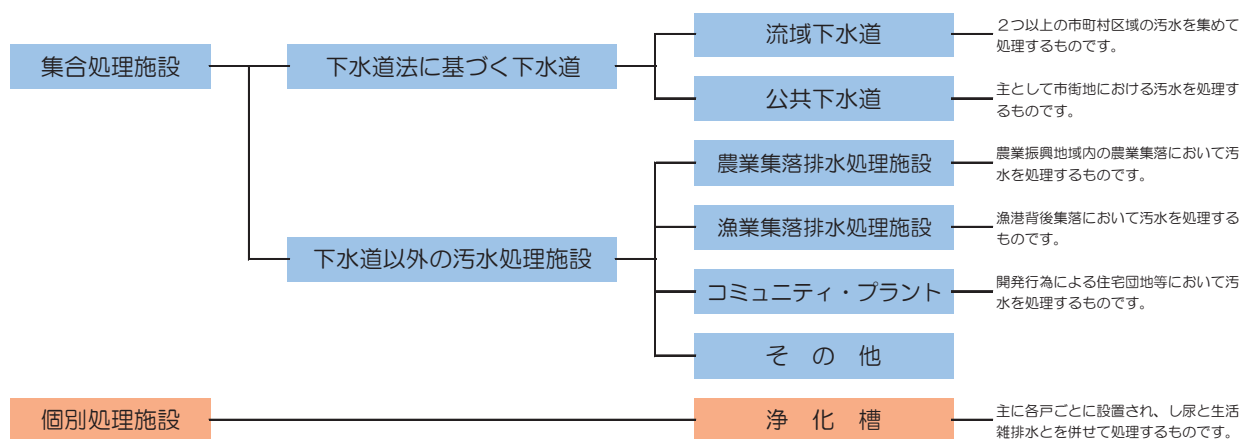 集合処理施設
下水道法に基づく下水道
流域下水道
２つ以上の市町村区域の汚水を集めて
処理するものです。
公共下水道
主として市街地における汚水を処理す
るものです。
下水道以外の汚水処理施設
農業集落排水処理施設
農業振興地域内の農業集落において汚
水を処理するものです。
漁業集落排水処理施設
漁港背後集落において汚水を処理する
ものです。
コミュニティ・プラント
開発行為による住宅団地等において汚
水を処理するものです。
そ の 他
個別処理施設
浄 化 槽
主に各戸ごとに設置され、し尿と生活
雑排水とを併せて処理するものです。